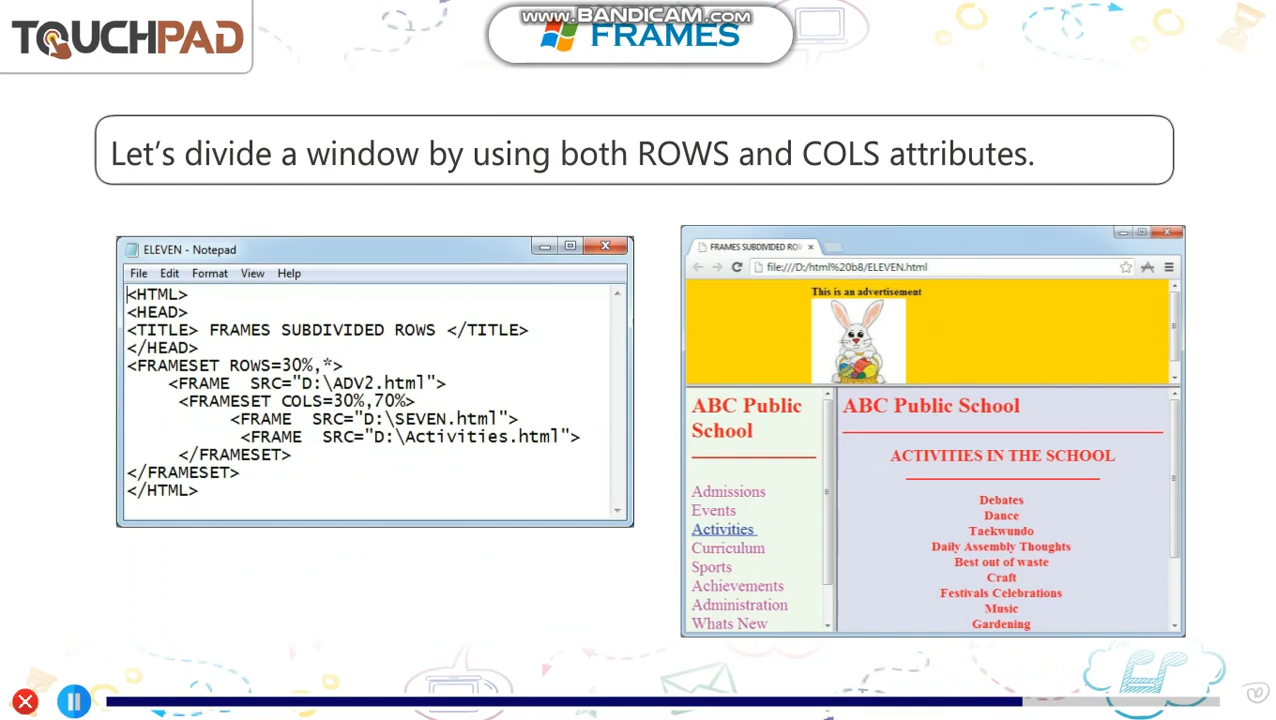 www.BANDICAM.com
TOUCHPAD
FRAMES
Let's divide a window by using both ROWS and COLS attributes.
ELEVEN - Notepad
File Edit Format View Help
<HTML>
<HEAD>
<TITLE> FRAMES SUBDIVIDED ROWS </TITLE>
</HEAD>
<FRAMESET ROWS=30%,*>
<FRAME SRC="D:\ADV2.html">
<FRAMESET COLS=30%,70%>
<FRAME SRC="D:\SEVEN.html">
<FRAME SRC="D:\Activities.html">
</FRAMESET>
</FRAMESET>
</HTML>
FRAMES SUBDIVIDED ROV
file:///D:/html%20b8/ELEVEN.html
This is an advertisement
ABC Public
School
Admissions
Events
Activities
Curriculum
Sports
Achievements
Administration
Whats New
ABC Public School
ACTIVITIES IN THE SCHOOL
Debates
Dance
Taekwundo
Daily Assembly Thoughts
Best out of waste
Craft
Festivals Celebrations
Music
Gardening